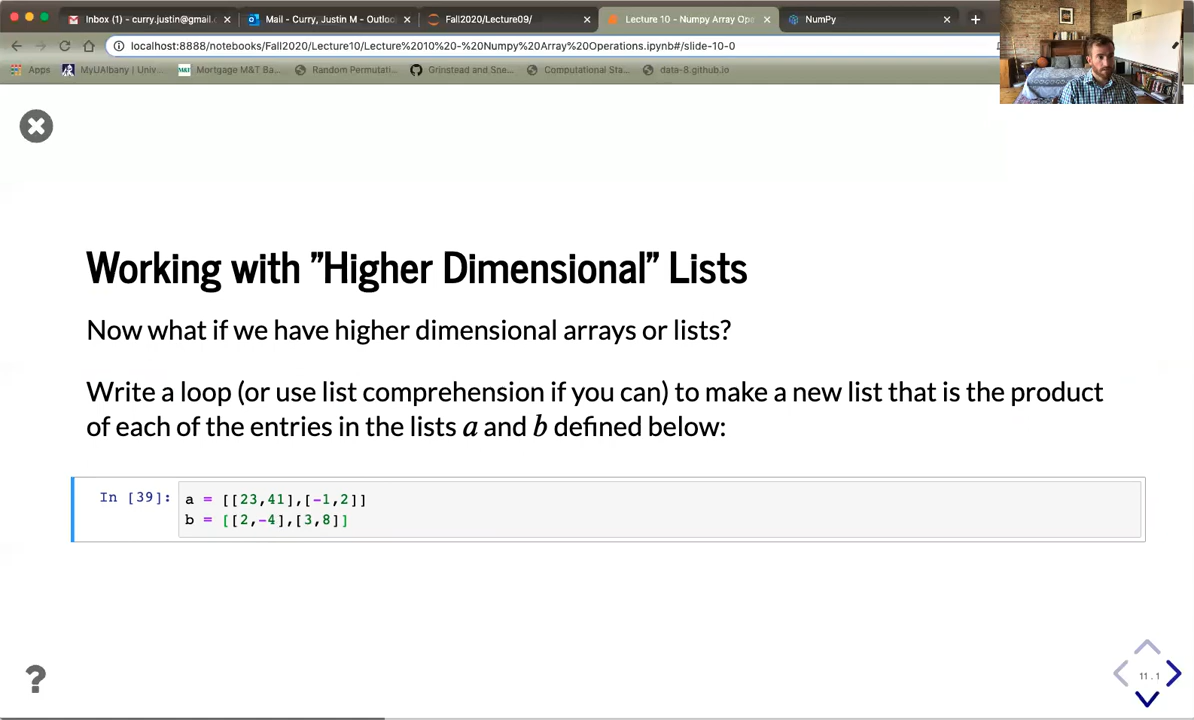 Inbox (1) - curry.justin@gmail.
Mail - Curry, Justin M - Outloo
Fall2020/Lecture09/
Lecture 10 - Numpy Array Ope
NumPy
localhost:8888/notebooks/Fall2020/Lecture10/Lecture%2010%20-%20Numpy%20Array%20Operations.ipynb#/slide-10-0
Apps
MyUAlbany | Univ...
M&T
Mortgage M&T Ba...
Random Permutati...
Grinstead and Sne...
Computational Sta...
data-8.github.io
Working with "Higher Dimensional" Lists
Now what if we have higher dimensional arrays or lists?
Write a loop (or use list comprehension if you can) to make a new list that is the product
of each of the entries in the lists a and b defined below:
In [39]:
a = [[23,41],[-1,2]]
b = [[2,-4],[3,8]]
?
11 . 1